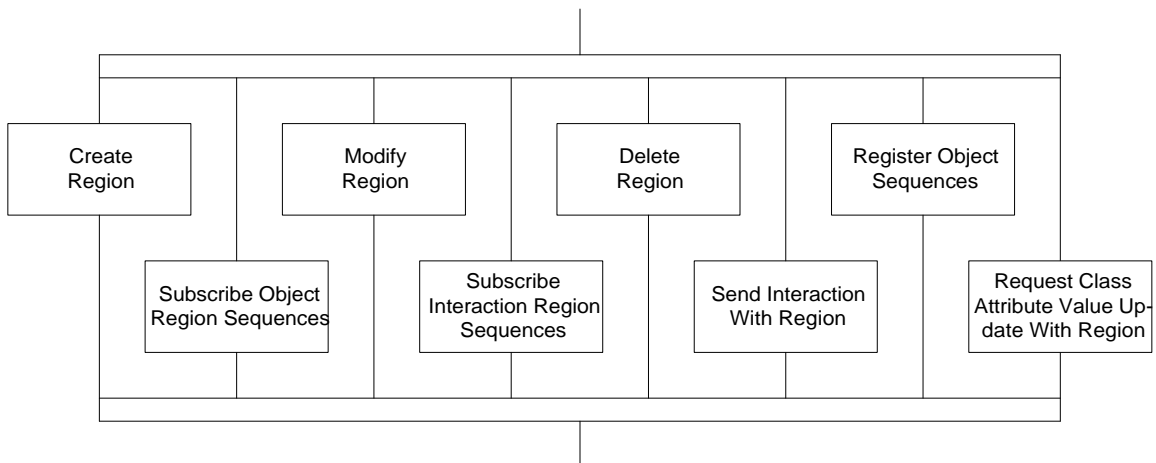 Create
Region
Modify
Region
Delete
Region
Register Object
Sequences
Subscribe Object
Region Sequences
Subscribe
Interaction Region
Sequences
Send Interaction
With Region
Request Class
Attribute Value Up-
date With Region